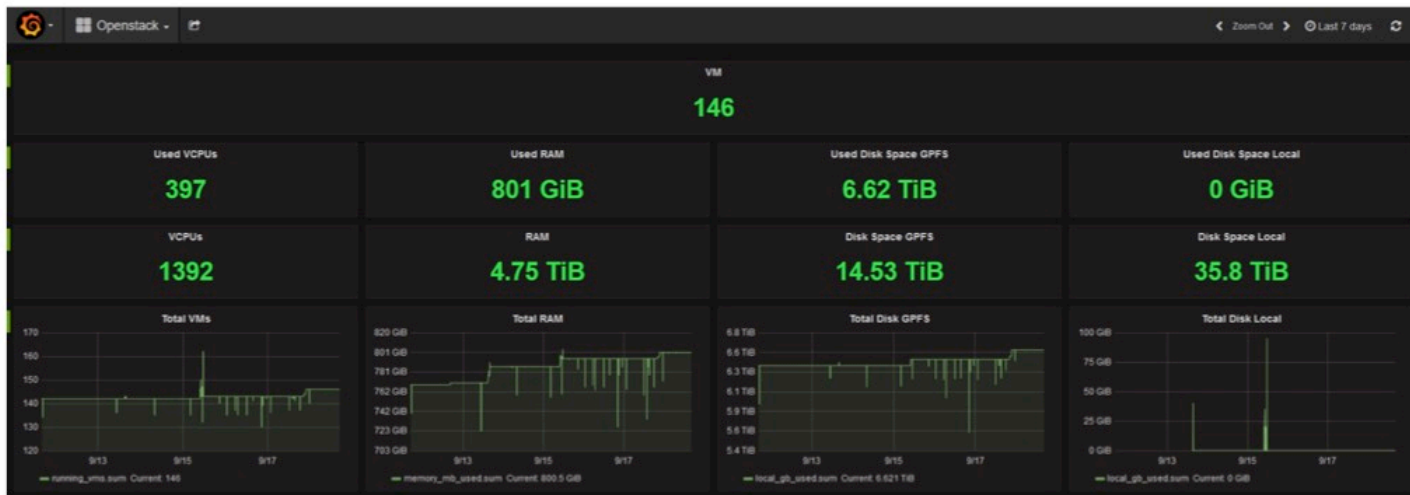 Openstack
Zoom Out
Last 7 days
VM
146
Used VCPUs
397
Used RAM
801 GiB
Used Disk Space GPFS
6.62 TiB
Used Disk Space Local
0 GiB
VCPUs
1392
RAM
4.75 TiB
Disk Space GPFS
14.53 TiB
Disk Space Local
35.8 TiB
Total VMs
170
160
150
140
130
120
9/13 9/15 9/17
running_vms.sum Current: 146
Total RAM
820 GiB
801 GiB
781 GiB
762 GiB
742 GiB
723 GiB
703 GiB
9/13 9/15 9/17
memory_mb_used.sum Current: 800.5 GiB
Total Disk GPFS
6.8 TiB
6.6 TiB
6.3 TiB
6.1 TiB
5.9 TiB
5.6 TiB
5.4 TiB
9/13 9/15 9/17
local_gb_used.sum Current: 6.621 TiB
Total Disk Local
100 GiB
75 GiB
50 GiB
25 GiB
0 GiB
9/13 9/15 9/17
local_gb_used.sum Current: 0 GiB